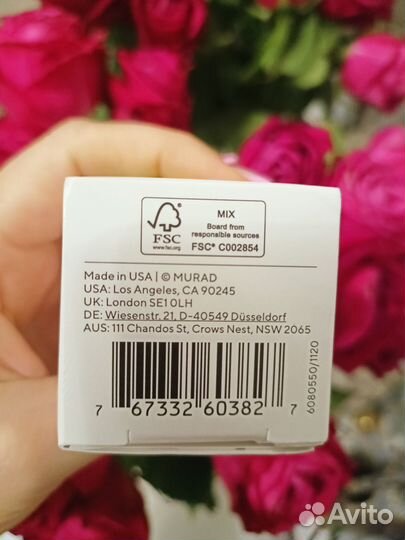 FSC
www.fsc.org
MIX
Board from
responsible sources
FSC® C002854
Made in USA | © MURAD
USA: Los Angeles, CA 90245
UK: London SE1 0LH
DE: Wiesenstr. 21, D-40549 Düsseldorf
AUS: 111 Chandos St, Crows Nest, NSW 2065
7 67332 60382 7
6080550/1120
Avito